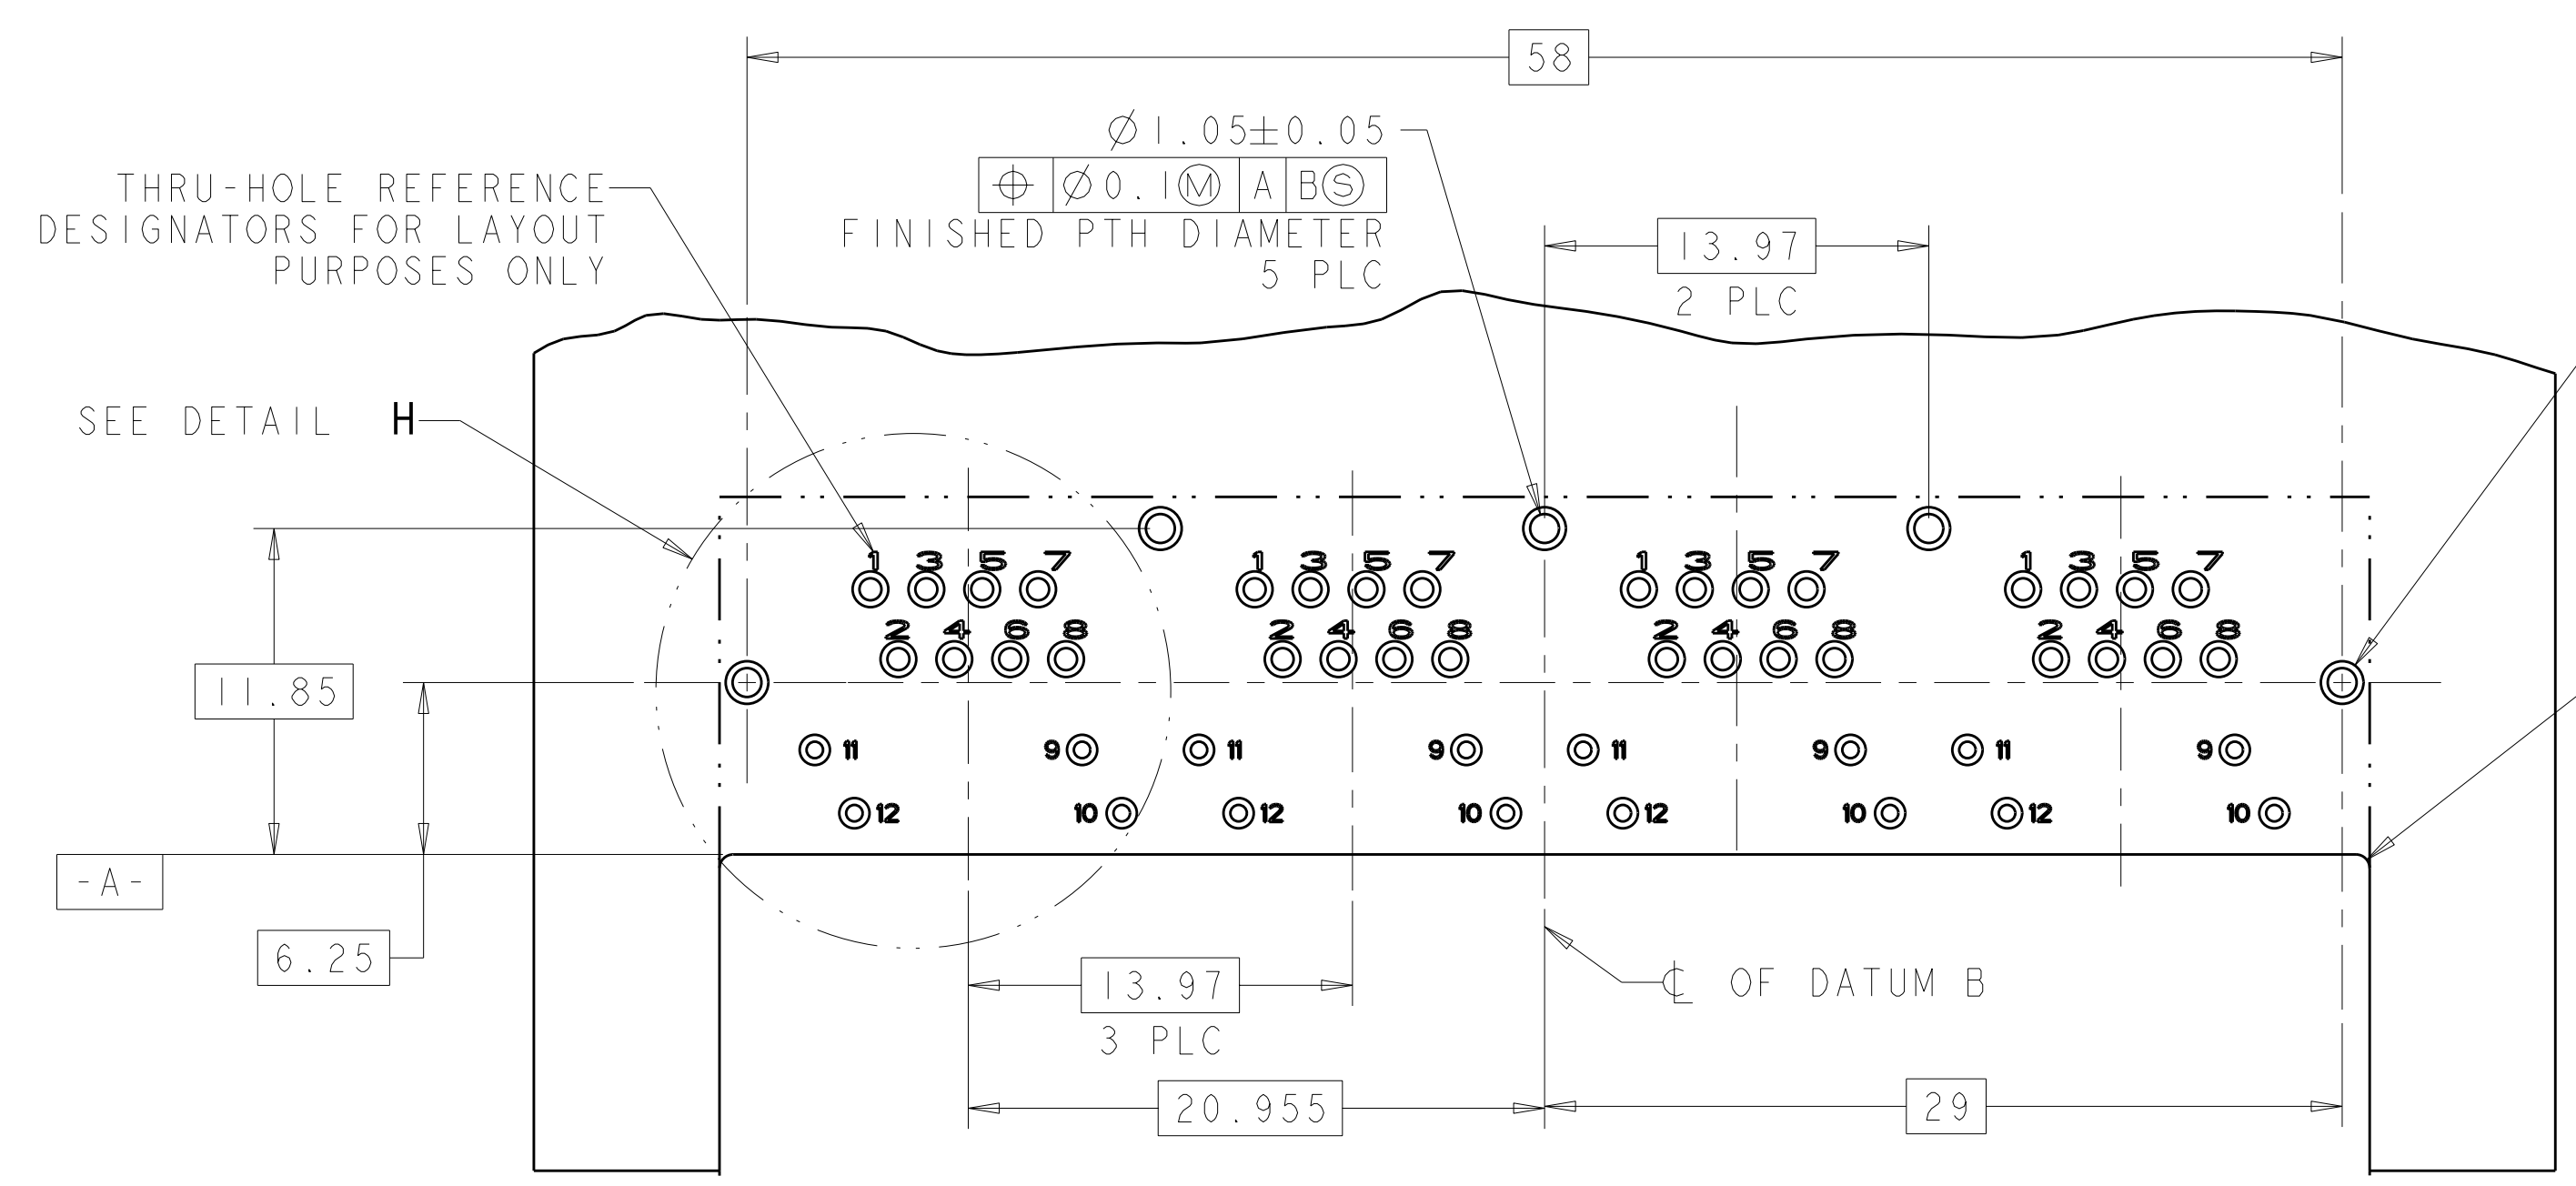 58
⌀1.05±0.05
⌖ ⌀0.1Ⓜ A BⓈ
FINISHED PTH DIAMETER
5 PLC
THRU-HOLE REFERENCE
DESIGNATORS FOR LAYOUT
PURPOSES ONLY
13.97
2 PLC
SEE DETAIL H
1 3 5 7 1 3 5 7 1 3 5 7 1 3 5 7
2 4 6 8 2 4 6 8 2 4 6 8 2 4 6 8
11.85
11 9 11 9 11 9 11 9
12 10 12 10 12 10 12 10
-A-
6.25
13.97
3 PLC
℄ OF DATUM B
20.955
29